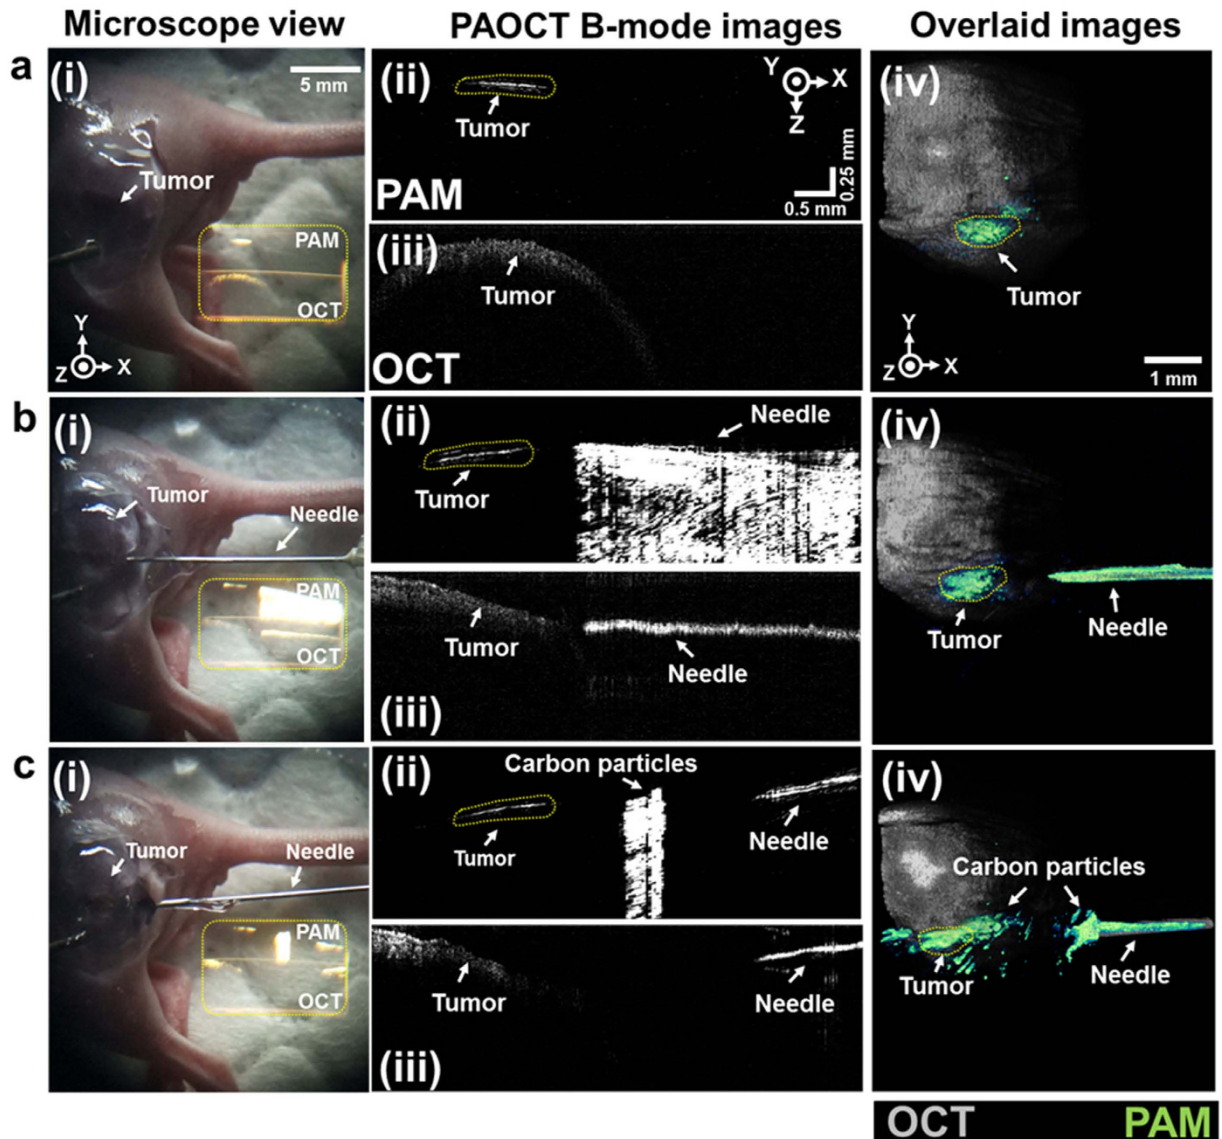 Microscope view
PAOCT B-mode images
Overlaid images
a
(i)
5 mm
Tumor
PAM
OCT
Y
Z
X
(ii)
Tumor
PAM
Y
X
Z
0.25 mm
0.5 mm
(iii)
Tumor
OCT
(iv)
Tumor
Y
Z
X
1 mm
b
(i)
Tumor
Needle
PAM
OCT
(ii)
Needle
Tumor
Tumor
Needle
(iii)
(iv)
Tumor
Needle
c
(i)
Tumor
Needle
PAM
OCT
(ii)
Carbon particles
Tumor
Needle
Tumor
Needle
(iii)
(iv)
Carbon particles
Tumor
Needle
OCT
PAM